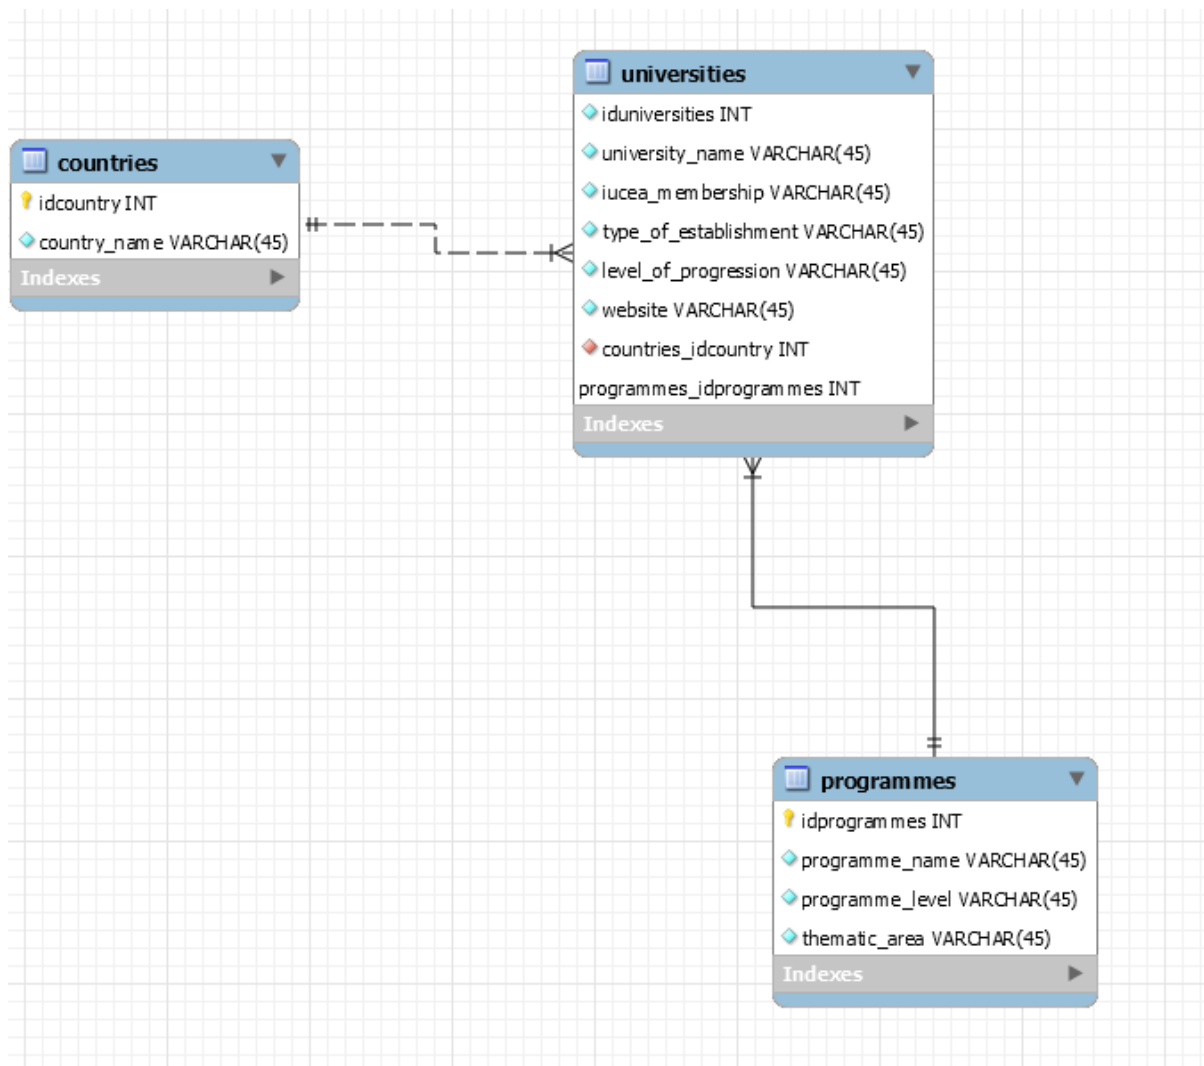 universities
iduniversities INT
university_name VARCHAR(45)
iucea_membership VARCHAR(45)
type_of_establishment VARCHAR(45)
level_of_progression VARCHAR(45)
website VARCHAR(45)
countries_idcountry INT
programmes_idprogrammes INT
Indexes
countries
idcountry INT
country_name VARCHAR(45)
Indexes
programmes
idprogrammes INT
programme_name VARCHAR(45)
programme_level VARCHAR(45)
thematic_area VARCHAR(45)
Indexes